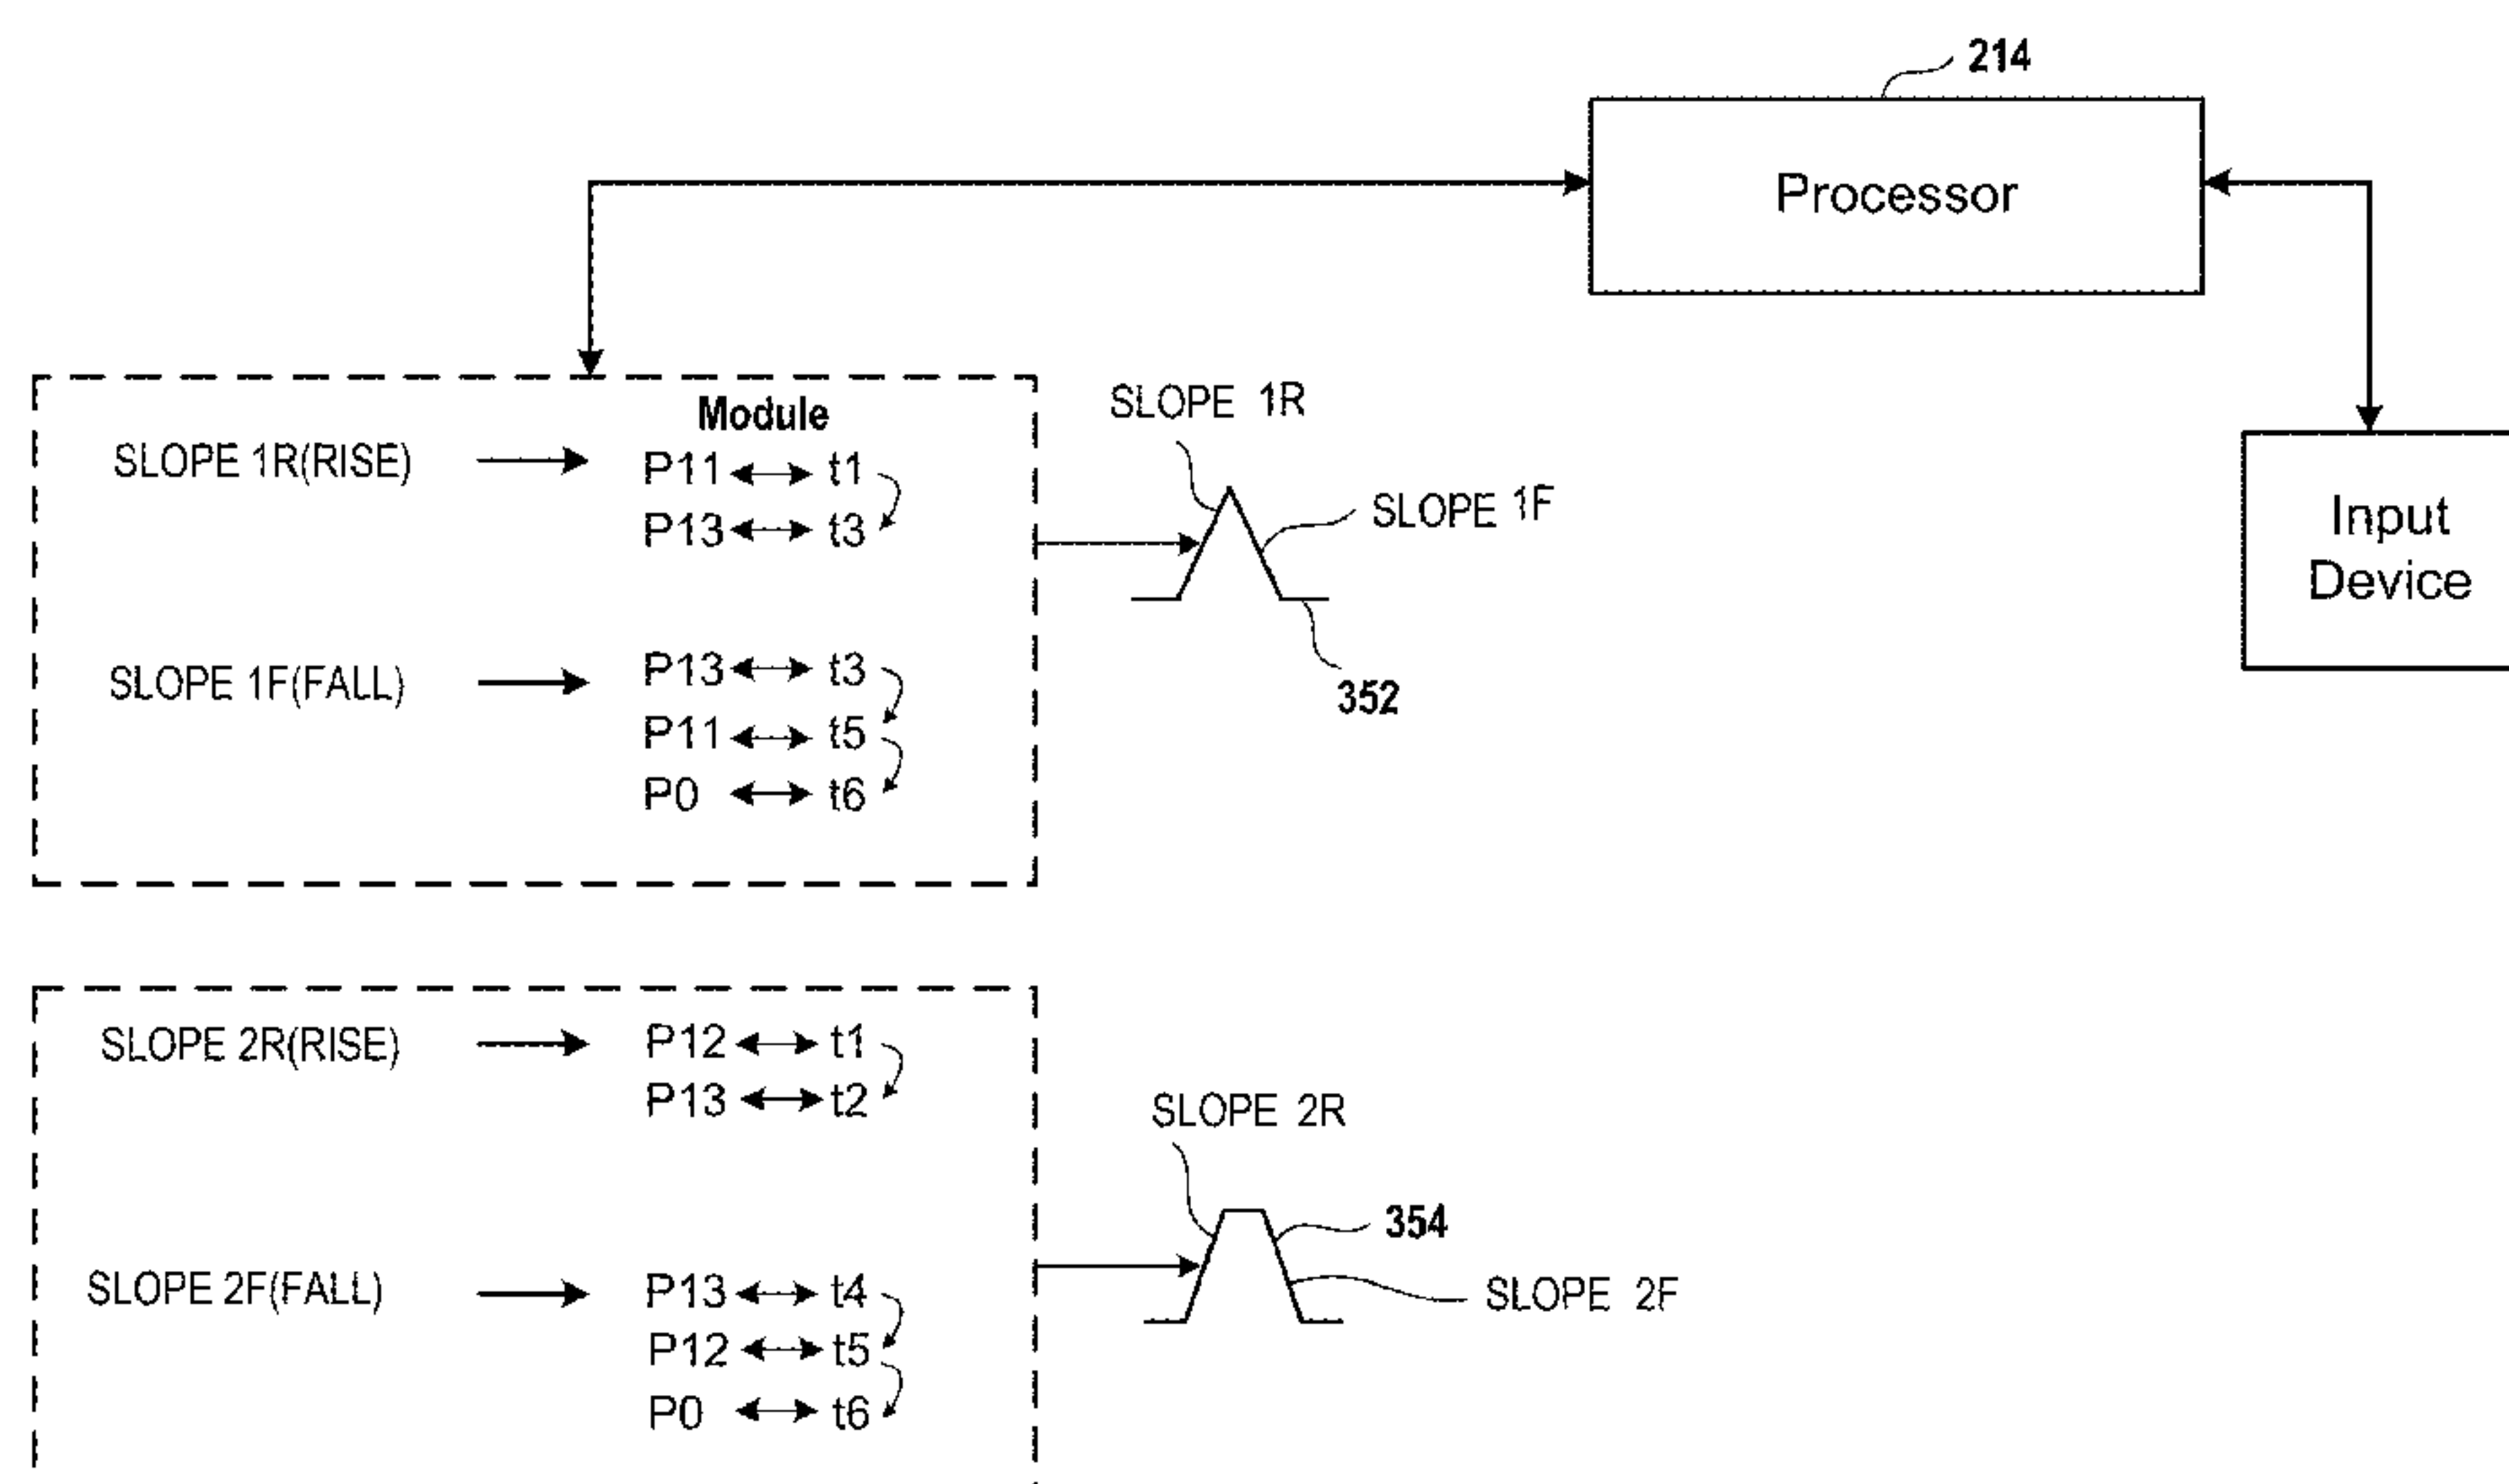 214
Processor
Input
Device
Module
SLOPE 1R(RISE)
P11 t1
P13 t3
SLOPE 1F(FALL)
P13 t3
P11 t5
P0 t6
SLOPE 1R
SLOPE 1F
352
SLOPE 2R(RISE)
P12 t1
P13 t2
SLOPE 2F(FALL)
P13 t4
P12 t5
P0 t6
SLOPE 2R
354
SLOPE 2F